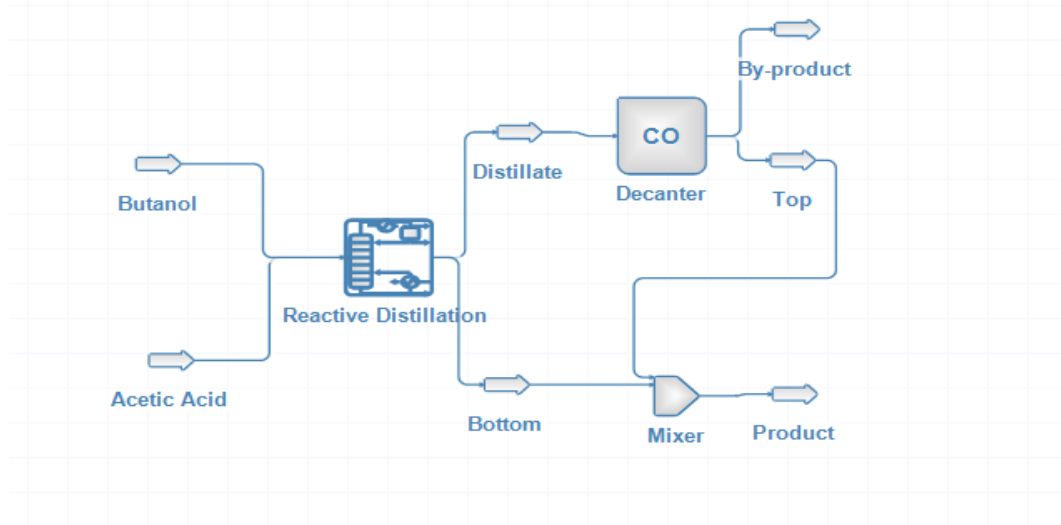 By-product
CO
Distillate
Decanter
Top
Butanol
Reactive Distillation
Acetic Acid
Bottom
Mixer
Product